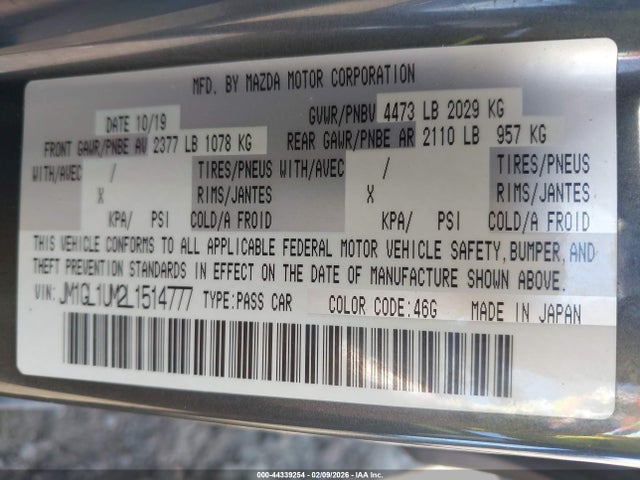 MFD. BY MAZDA MOTOR CORPORATION
DATE 10/19 GVWR/PNBV 4473 LB 2029 KG
FRONT GAWR/PNBE AV 2377 LB 1078 KG REAR GAWR/PNBE AR 2110 LB 957 KG
WITH/AVEC / TIRES/PNEUS WITH/AVEC / TIRES/PNEUS
X RIMS/JANTES X RIMS/JANTES
KPA/ PSI COLD/A FROID KPA/ PSI COLD/A FROID
THIS VEHICLE CONFORMS TO ALL APPLICABLE FEDERAL MOTOR VEHICLE SAFETY, BUMPER, AND
THEFT PREVENTION STANDARDS IN EFFECT ON THE DATE OF MANUFACTURE SHOWN ABOVE.
VIN: JM1GL1UM2L1514777 TYPE:PASS CAR COLOR CODE:46G MADE IN JAPAN
000-44339254 - 02/09/2026 - IAA Inc.